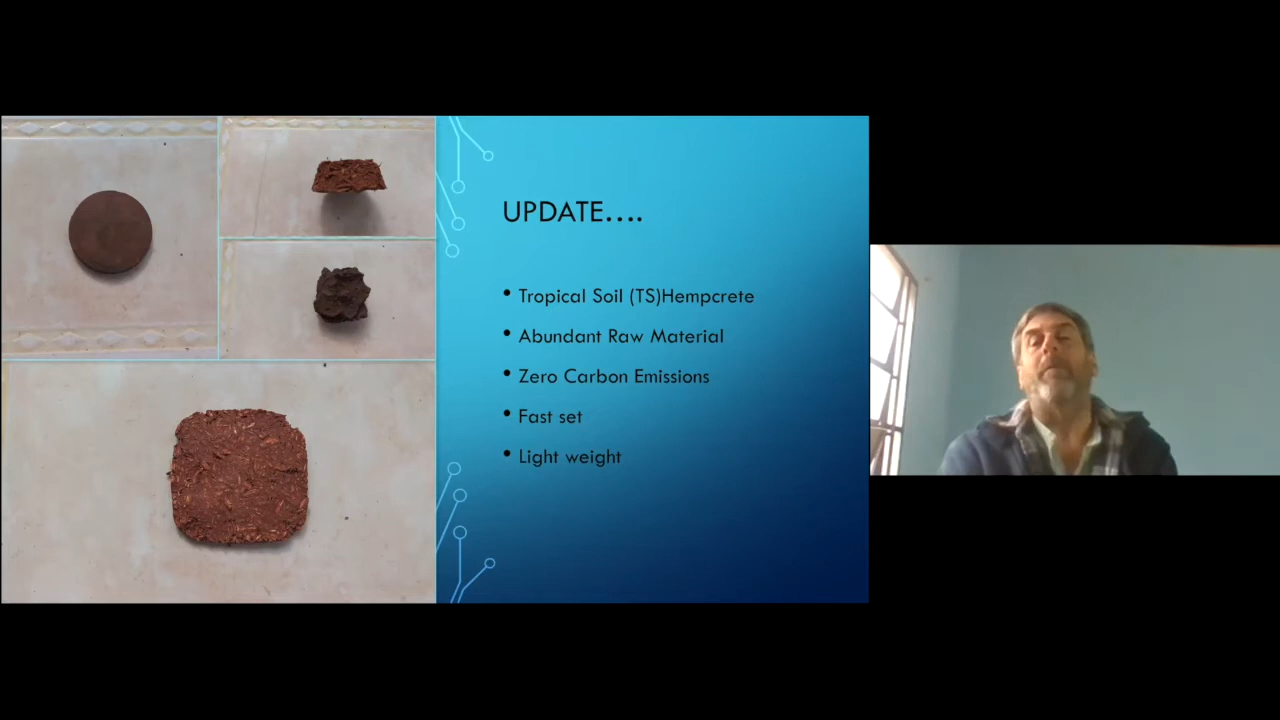 UPDATE....
• Tropical Soil (TS)Hempcrete
• Abundant Raw Material
• Zero Carbon Emissions
• Fast set
• Light weight